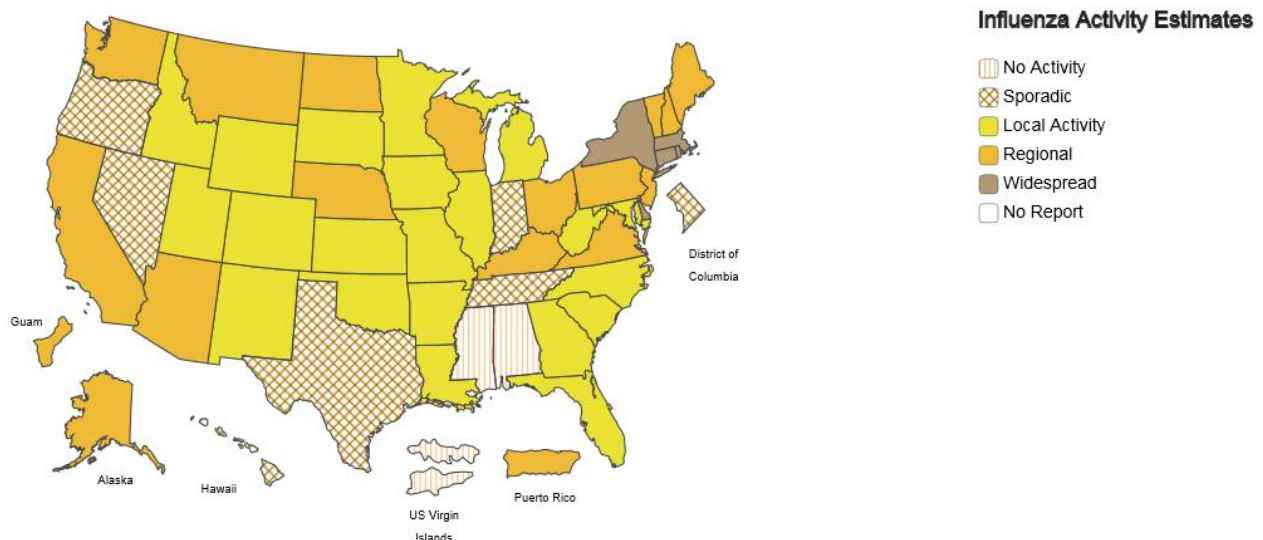 Influenza Activity Estimates
No Activity
Sporadic
Local Activity
Regional
Widespread
No Report
District of
Columbia
Guam
Alaska
Hawaii
US Virgin
Islands
Puerto Rico